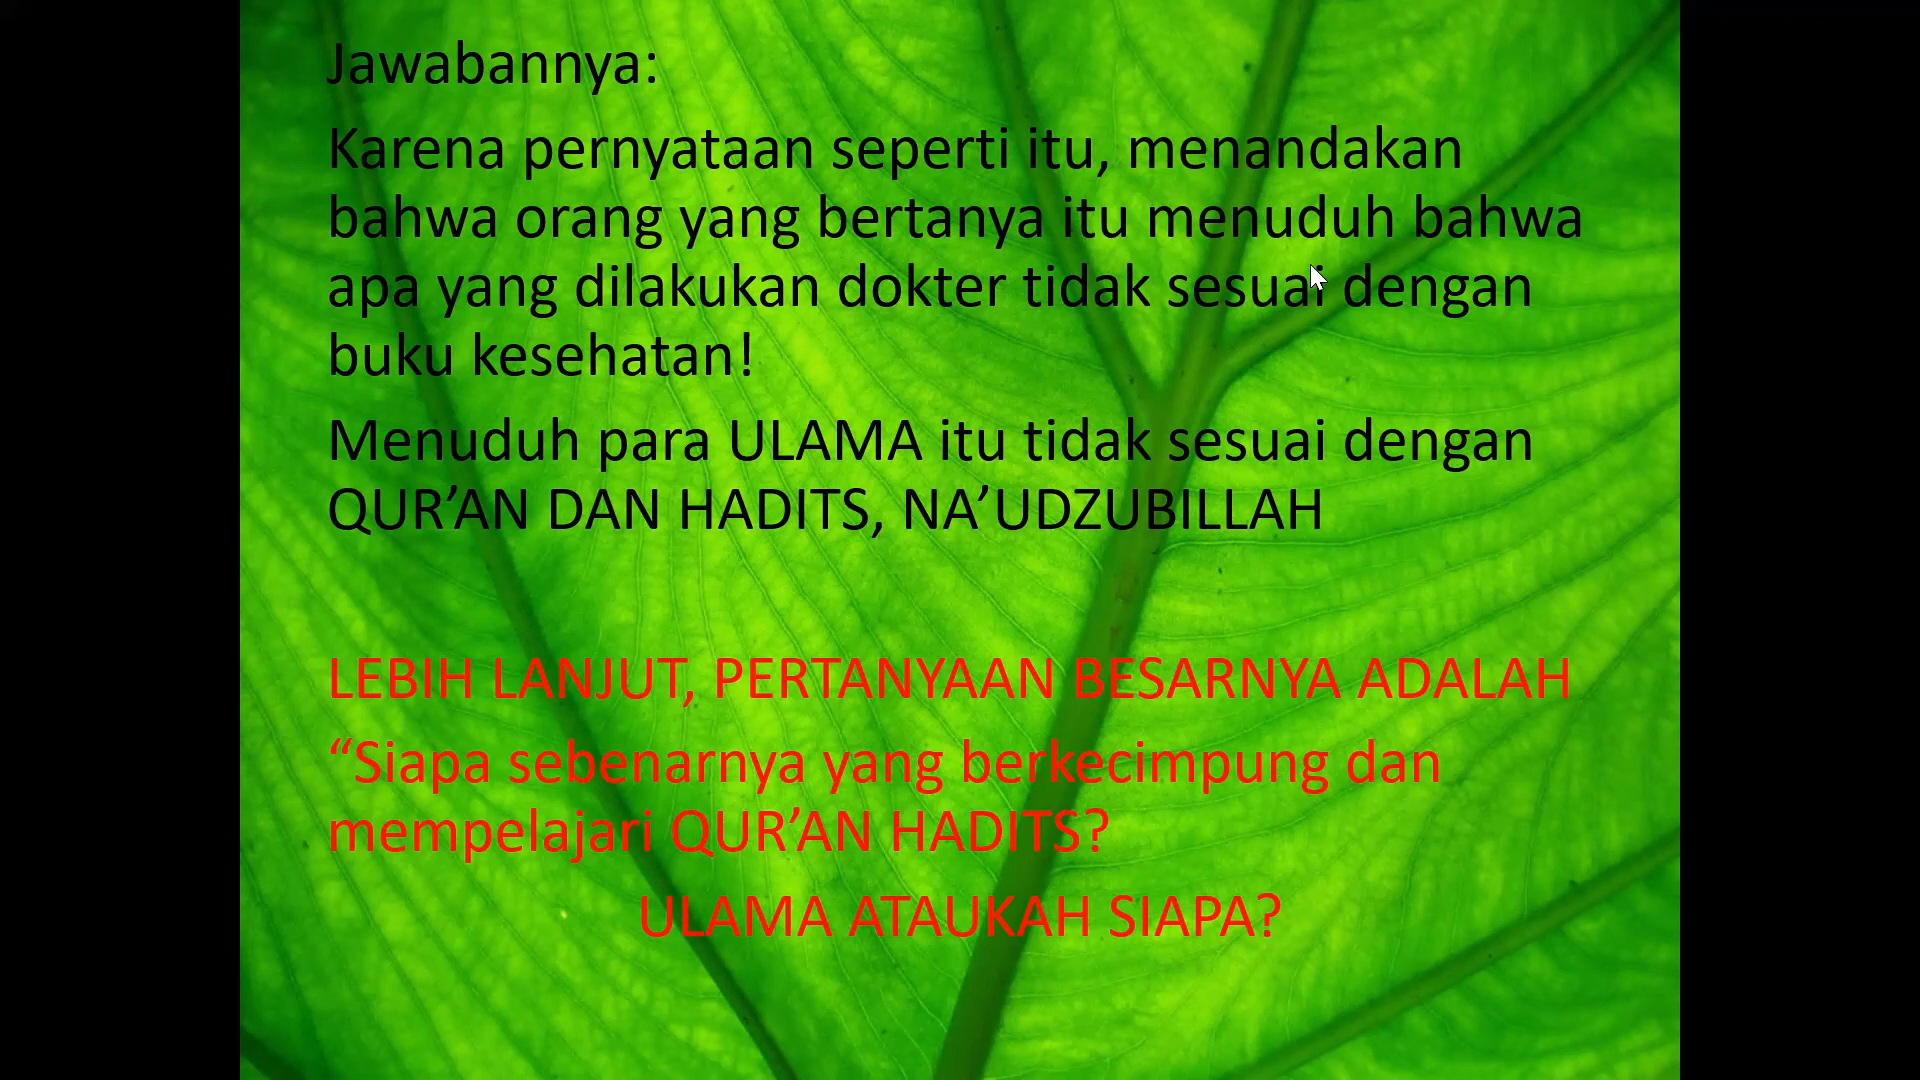 Jawabannya:
Karena pernyataan seperti itu, menandakan
bahwa orang yang bertanya itu menuduh bahwa
apa yang dilakukan dokter tidak sesuai dengan
buku kesehatan!
Menuduh para ULAMA itu tidak sesuai dengan
QUR’AN DAN HADITS, NA’UDZUBILLAH
LEBIH LANJUT, PERTANYAAN BESARNYA ADALAH
“Siapa sebenarnya yang berkecimpung dan
mempelajari QUR’AN HADITS?
ULAMA ATAUKAH SIAPA?